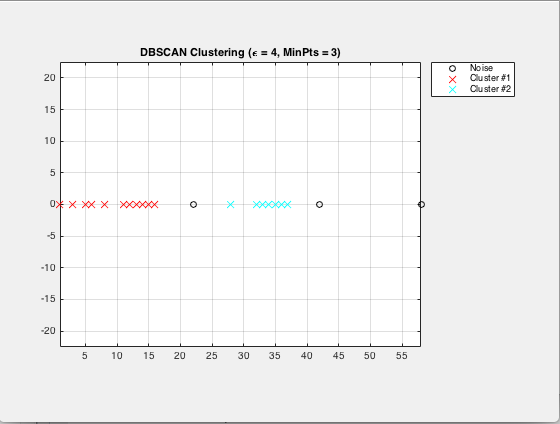 DBSCAN Clustering (ϵ = 4, MinPts = 3)
Noise
Cluster #1
Cluster #2
20
15
10
5
0
-5
-10
-15
-20
5 10 15 20 25 30 35 40 45 50 55